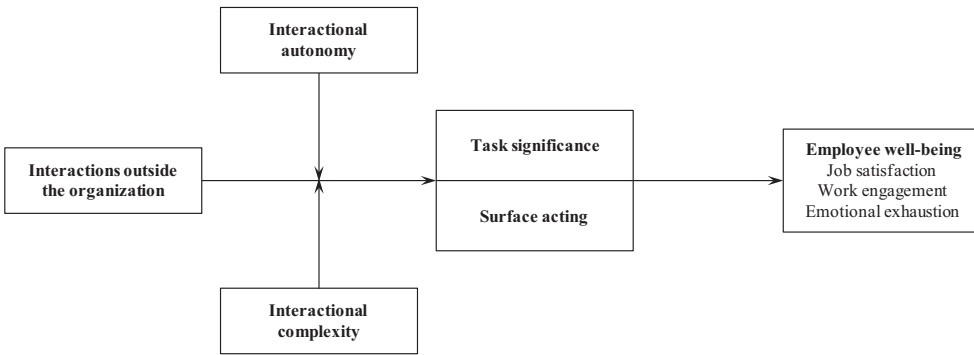 Interactional
autonomy
Interactions outside
the organization
Task significance
Surface acting
Employee well-being
Job satisfaction
Work engagement
Emotional exhaustion
Interactional
complexity